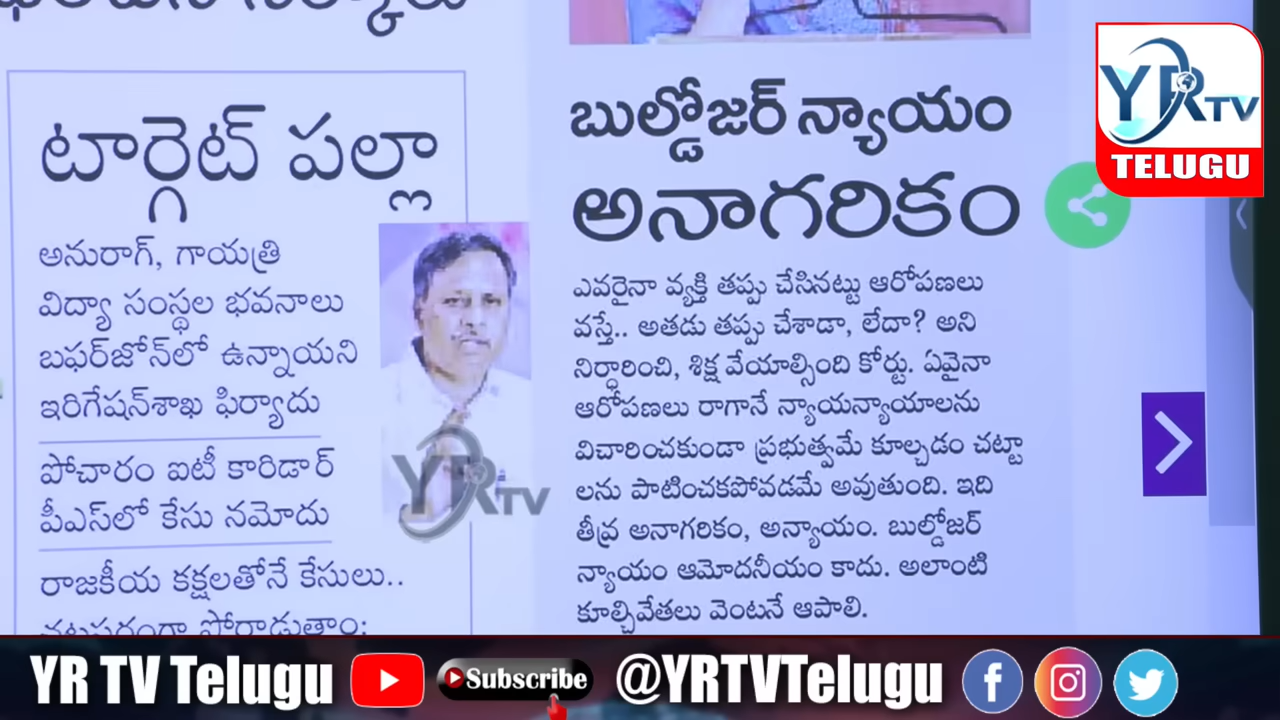 టార్గెట్ పల్లా
అనురాగ్, గాయత్రి
విద్యా సంస్థల భవనాలు
బఫర్‌జోన్‌లో ఉన్నాయని
ఇరిగేషన్‌శాఖ ఫిర్యాదు
పోచారం ఐటీ కారిడార్
పీఎస్‌లో కేసు నమోదు
రాజకీయ కక్షలతోనే కేసులు..
బుల్డోజర్ న్యాయం
అనాగరికం
ఎవరైనా వ్యక్తి తప్పు చేసినట్టు ఆరోపణలు
వస్తే.. అతడు తప్పు చేశాడా, లేదా? అని
నిర్ధారించి, శిక్ష వేయాల్సింది కోర్టు. ఏవైనా
ఆరోపణలు రాగానే న్యాయన్యాయాలను
విచారించకుండా ప్రభుత్వమే కూల్చడం చట్టా
లను పాటించకపోవడమే అవుతుంది. ఇది
తీవ్ర అనాగరికం, అన్యాయం. బుల్డోజర్
న్యాయం ఆమోదనీయం కాదు. అలాంటి
కూల్చివేతలు వెంటనే ఆపాలి.
YR TV
TELUGU
YR TV
YR TV Telugu
Subscribe
@YRTVTelugu